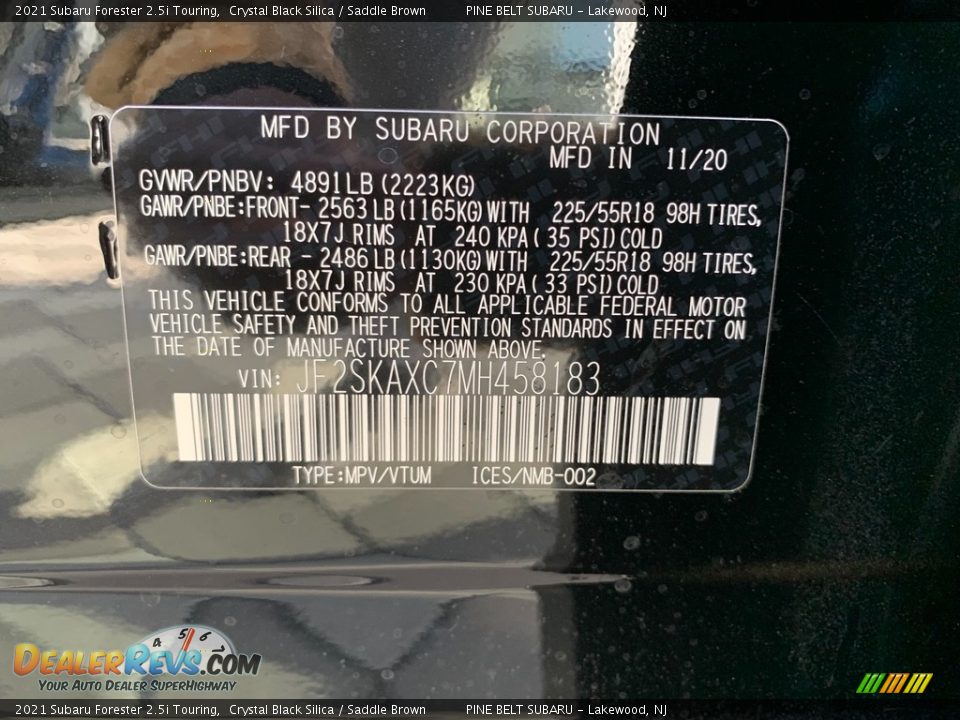 2021 Subaru Forester 2.5i Touring,  Crystal Black Silica / Saddle Brown          PINE BELT SUBARU - Lakewood, NJ
MFD BY SUBARU CORPORATION
MFD IN  11/20
GVWR/PNBV: 4891LB (2223KG)
GAWR/PNBE:FRONT- 2563 LB (1165KG) WITH  225/55R18 98H TIRES,
18X7J RIMS AT 240 KPA ( 35 PSI) COLD
GAWR/PNBE:REAR - 2486 LB (1130KG) WITH  225/55R18 98H TIRES,
18X7J RIMS AT 230 KPA ( 33 PSI) COLD
THIS VEHICLE CONFORMS TO ALL APPLICABLE FEDERAL MOTOR
VEHICLE SAFETY AND THEFT PREVENTION STANDARDS IN EFFECT ON
THE DATE OF MANUFACTURE SHOWN ABOVE.
VIN: JF2SKAXC7MH458183
TYPE:MPV/VTUM   ICES/NMB-002
4 5 6 7
DEALERREVS.COM
YOUR AUTO DEALER SUPERHIGHWAY
2021 Subaru Forester 2.5i Touring,  Crystal Black Silica / Saddle Brown          PINE BELT SUBARU - Lakewood, NJ